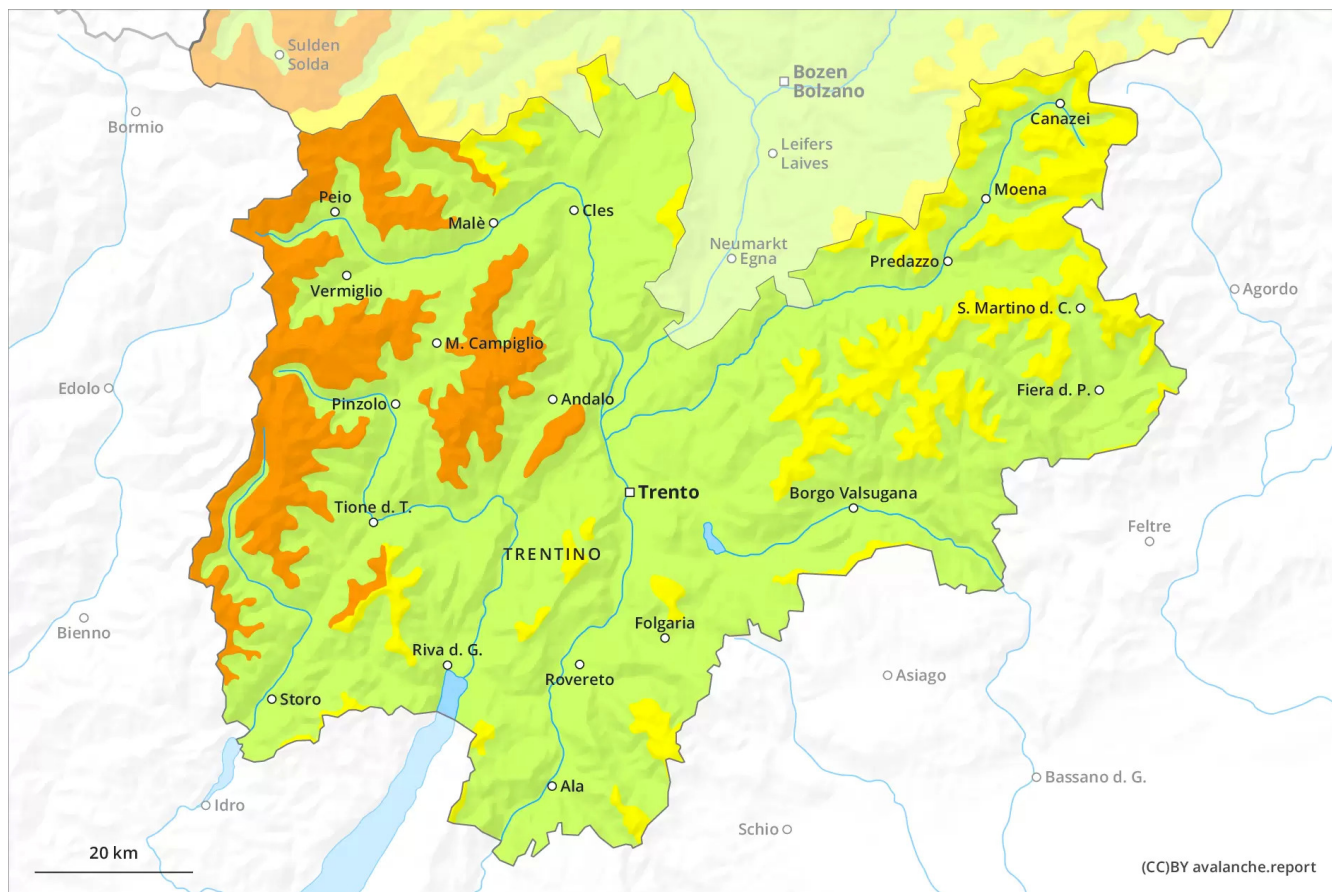 Sulden
Solda
Bozen
Bolzano
Bormio
Canazei
Leifers
Laives
Peio
Moena
Malè
Cles
Neumarkt
Egna
Predazzo
Vermiglio
Agordo
S. Martino d. C.
M. Campiglio
Edolo
Pinzolo
Andalo
Fiera d. P.
Trento
Borgo Valsugana
Tione d. T.
Feltre
TRENTINO
Bienno
Folgaria
Riva d. G.
Rovereto
Asiago
Storo
Bassano d. G.
Ala
Idro
Schio
20 km
(CC)BY avalanche.report